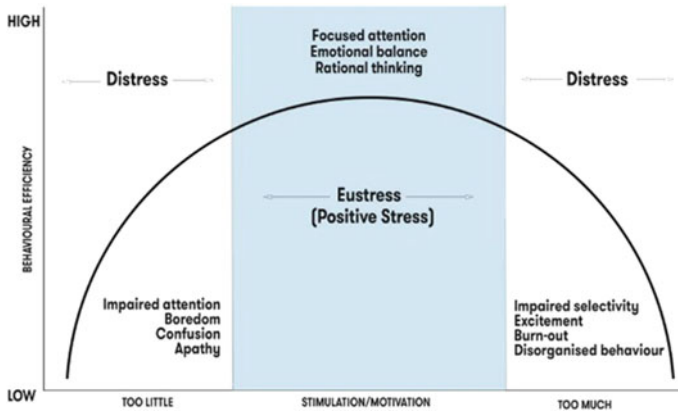 HIGH
Focused attention
Emotional balance
Rational thinking
Distress
Distress
BEHAVIOURAL EFFICIENCY
Eustress
(Positive Stress)
Impaired attention
Boredom
Confusion
Apathy
Impaired selectivity
Excitement
Burn-out
Disorganised behaviour
LOW
TOO LITTLE
STIMULATION/MOTIVATION
TOO MUCH